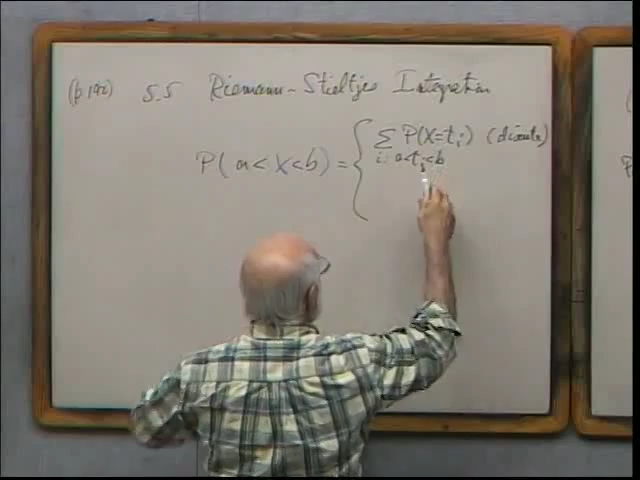 (p 192) 5.5 Riemann-Stieltjes Integration
P(a < X < b) = { Σ P(X=tᵢ) (discrete)
i: a<tᵢ<b